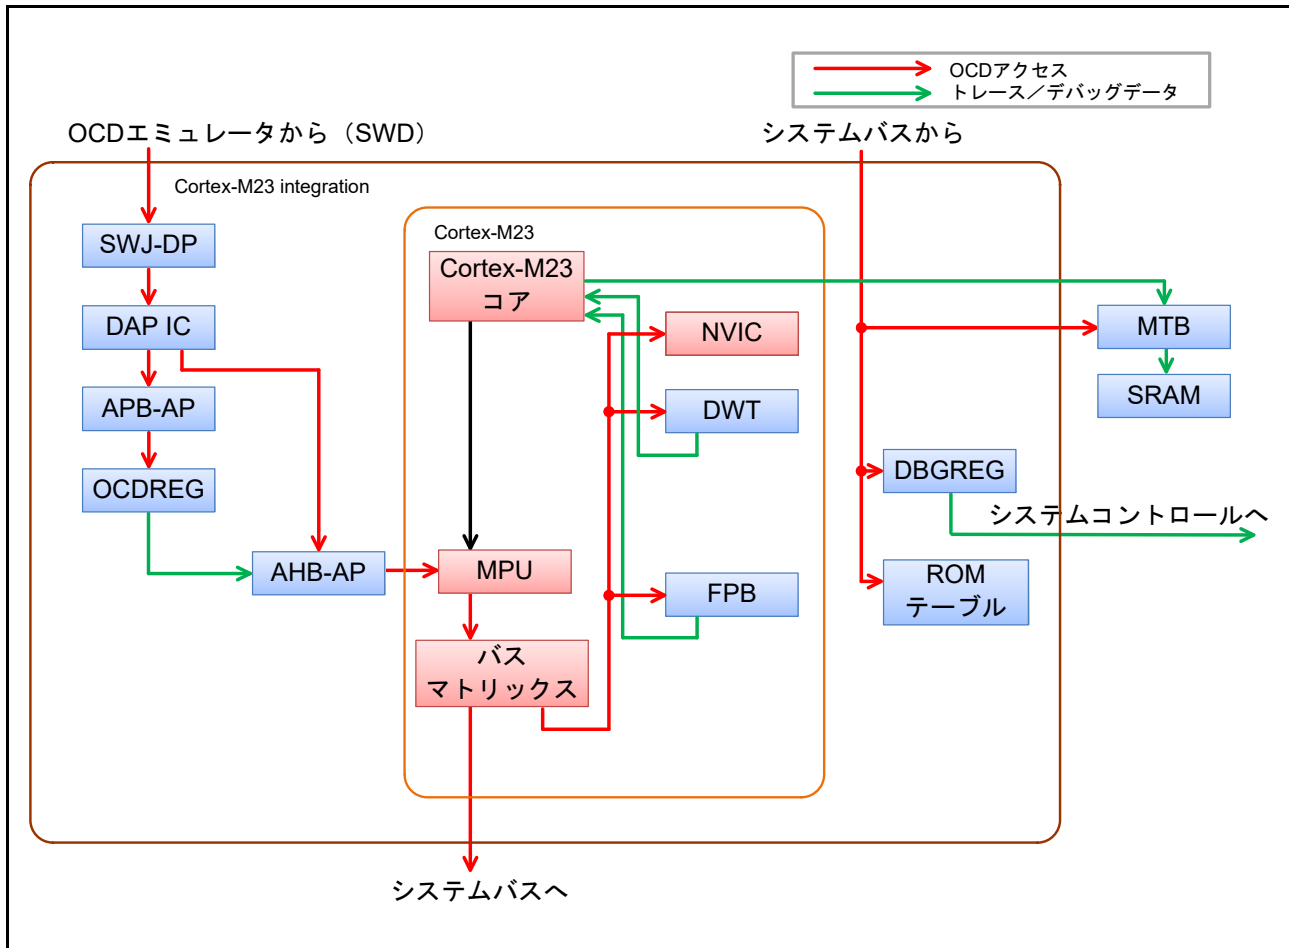 OCDアクセス
トレース/デバッグデータ
OCDエミュレータから(SWD)
システムバスから
Cortex-M23 integration
SWJ-DP
DAP IC
APB-AP
OCDREG
AHB-AP
Cortex-M23
Cortex-M23
コア
NVIC
DWT
MPU
FPB
バス
マトリックス
MTB
SRAM
DBGREG
システムコントロールへ
ROM
テーブル
システムバスへ